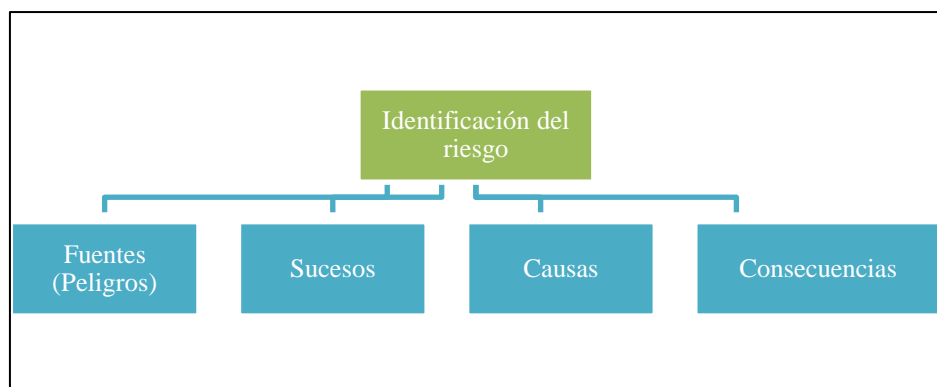 Identificación del
riesgo
Fuentes
(Peligros)
Sucesos
Causas
Consecuencias